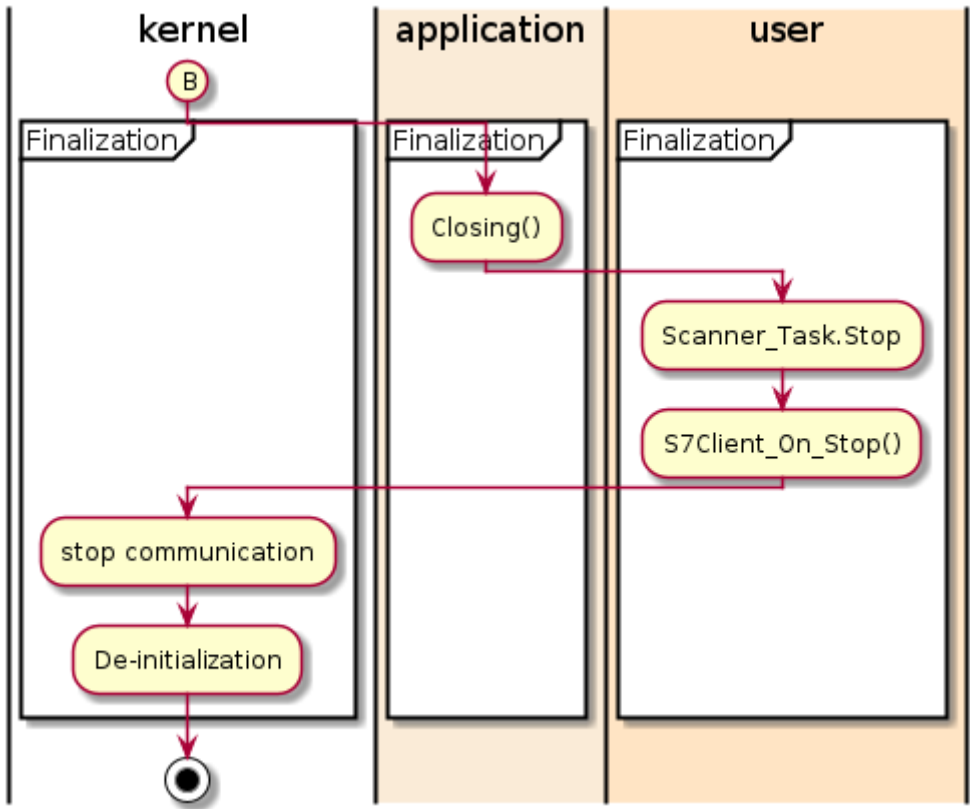 kernel
application
user
B
Finalization
Finalization
Finalization
Closing()
Scanner_Task.Stop
S7Client_On_Stop()
stop communication
De-initialization